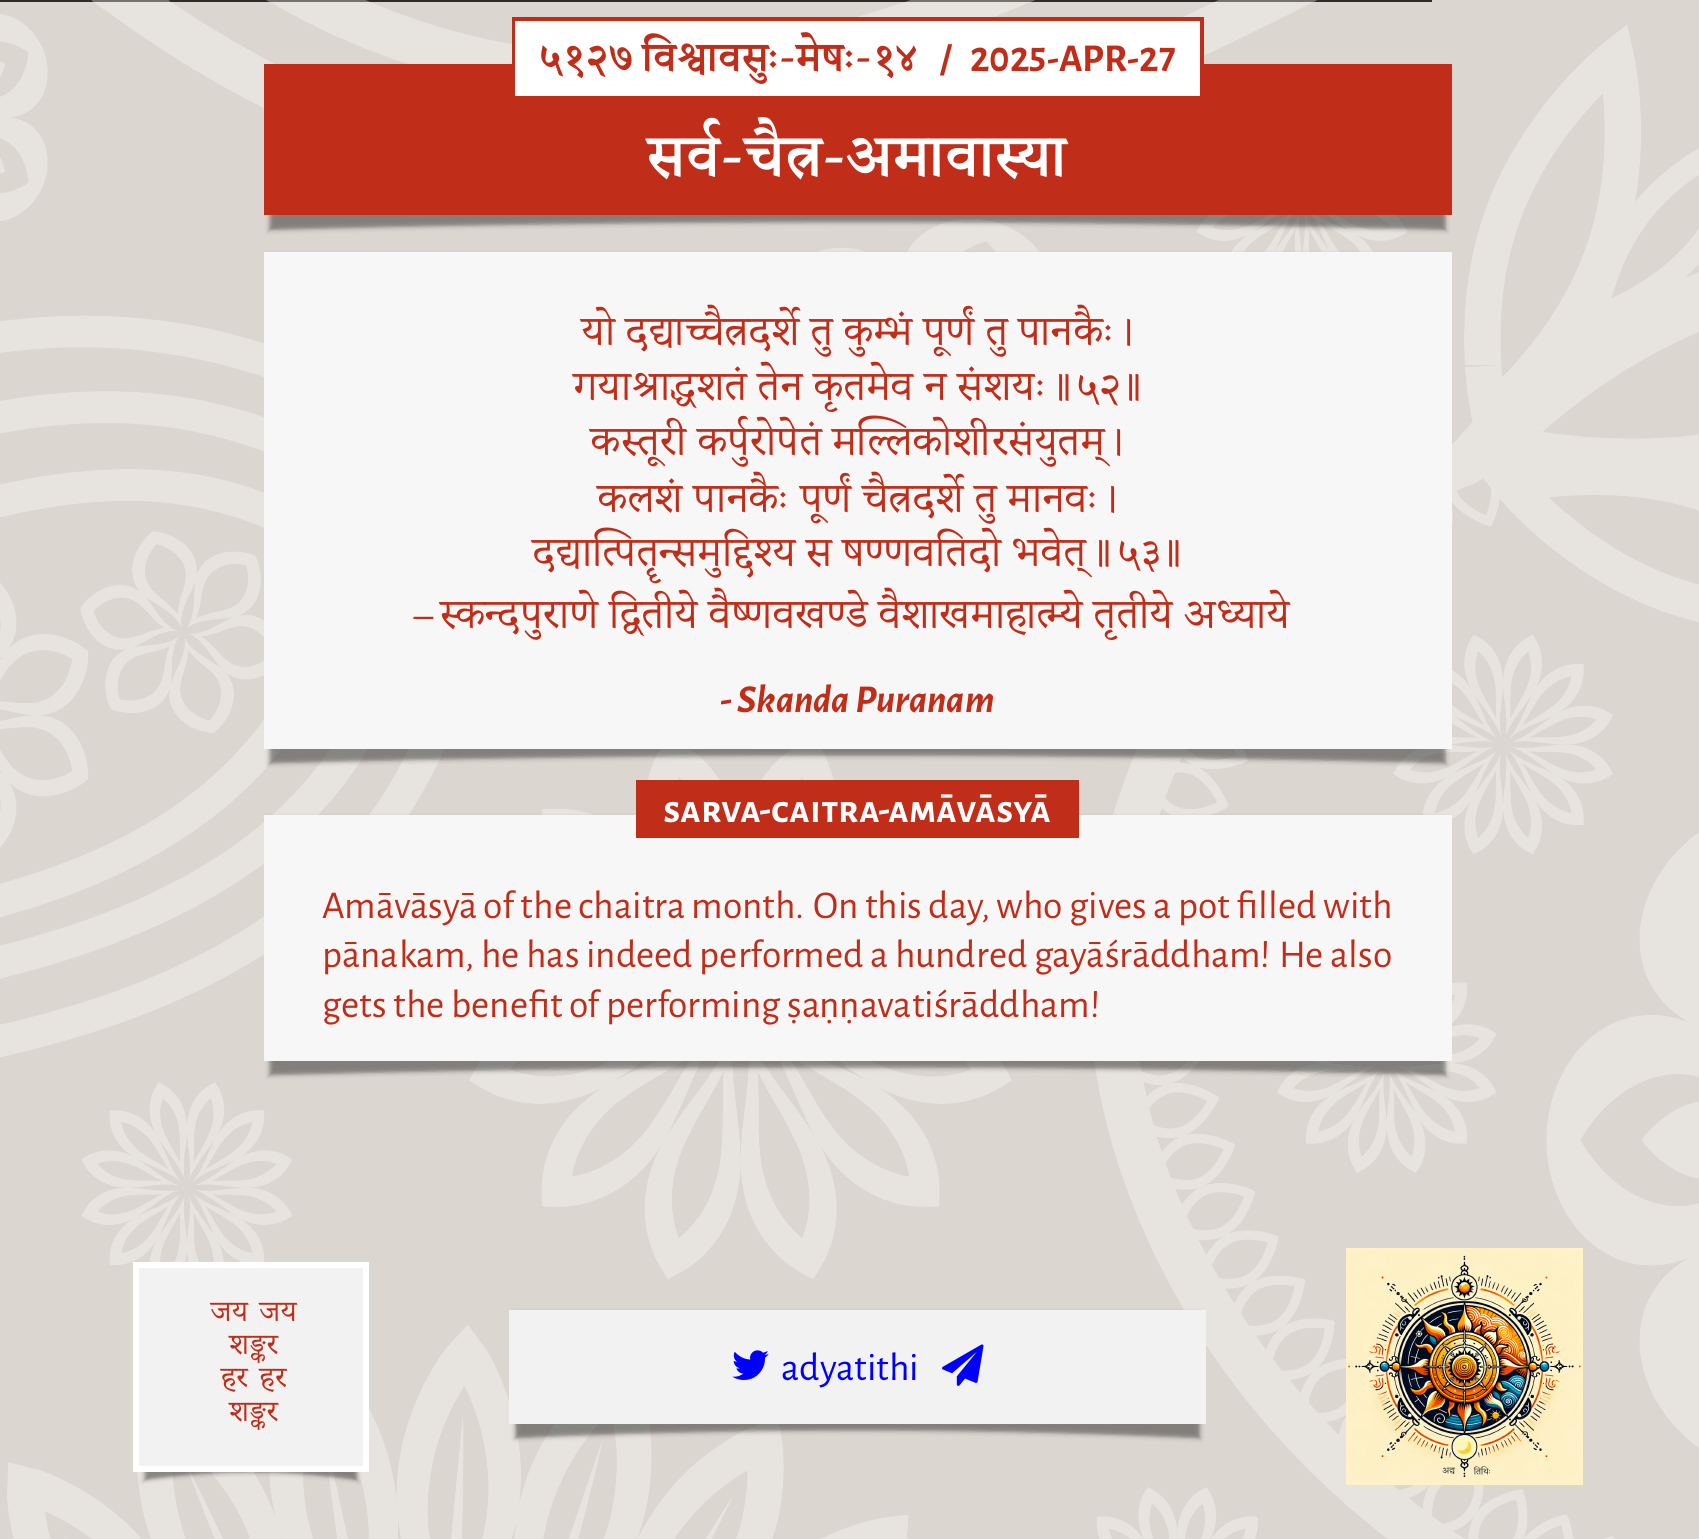 ५१२७ विश्वावसुः-मेषः-१४ / 2025-APR-27
सर्व-चैत्र-अमावास्या
यो दद्याच्चैत्रदर्शे तु कुम्भं पूर्णं तु पानकैः।
गयाश्राद्धशतं तेन कृतमेव न संशयः॥५२॥
कस्तूरी कर्पुरोपेतं मल्लिकोशीरसंयुतम्।
कलशं पानकैः पूर्णं चैत्रदर्शे तु मानवः।
दद्यात्पितॄन्समुद्दिश्य स षण्णवतिदो भवेत्॥५३॥
–स्कन्दपुराणे द्वितीये वैष्णवखण्डे वैशाखमाहात्म्ये तृतीये अध्याये
- Skanda Puranam
SARVA-CAITRA-AMĀVĀSYĀ
Amāvāsyā of the chaitra month. On this day, who gives a pot filled with
pānakam, he has indeed performed a hundred gayāśrāddham! He also
gets the benefit of performing ṣaṇṇavatiśrāddham!
जय जय
शङ्कर
हर हर
शङ्कर
adyatithi
अद्य तिथिः